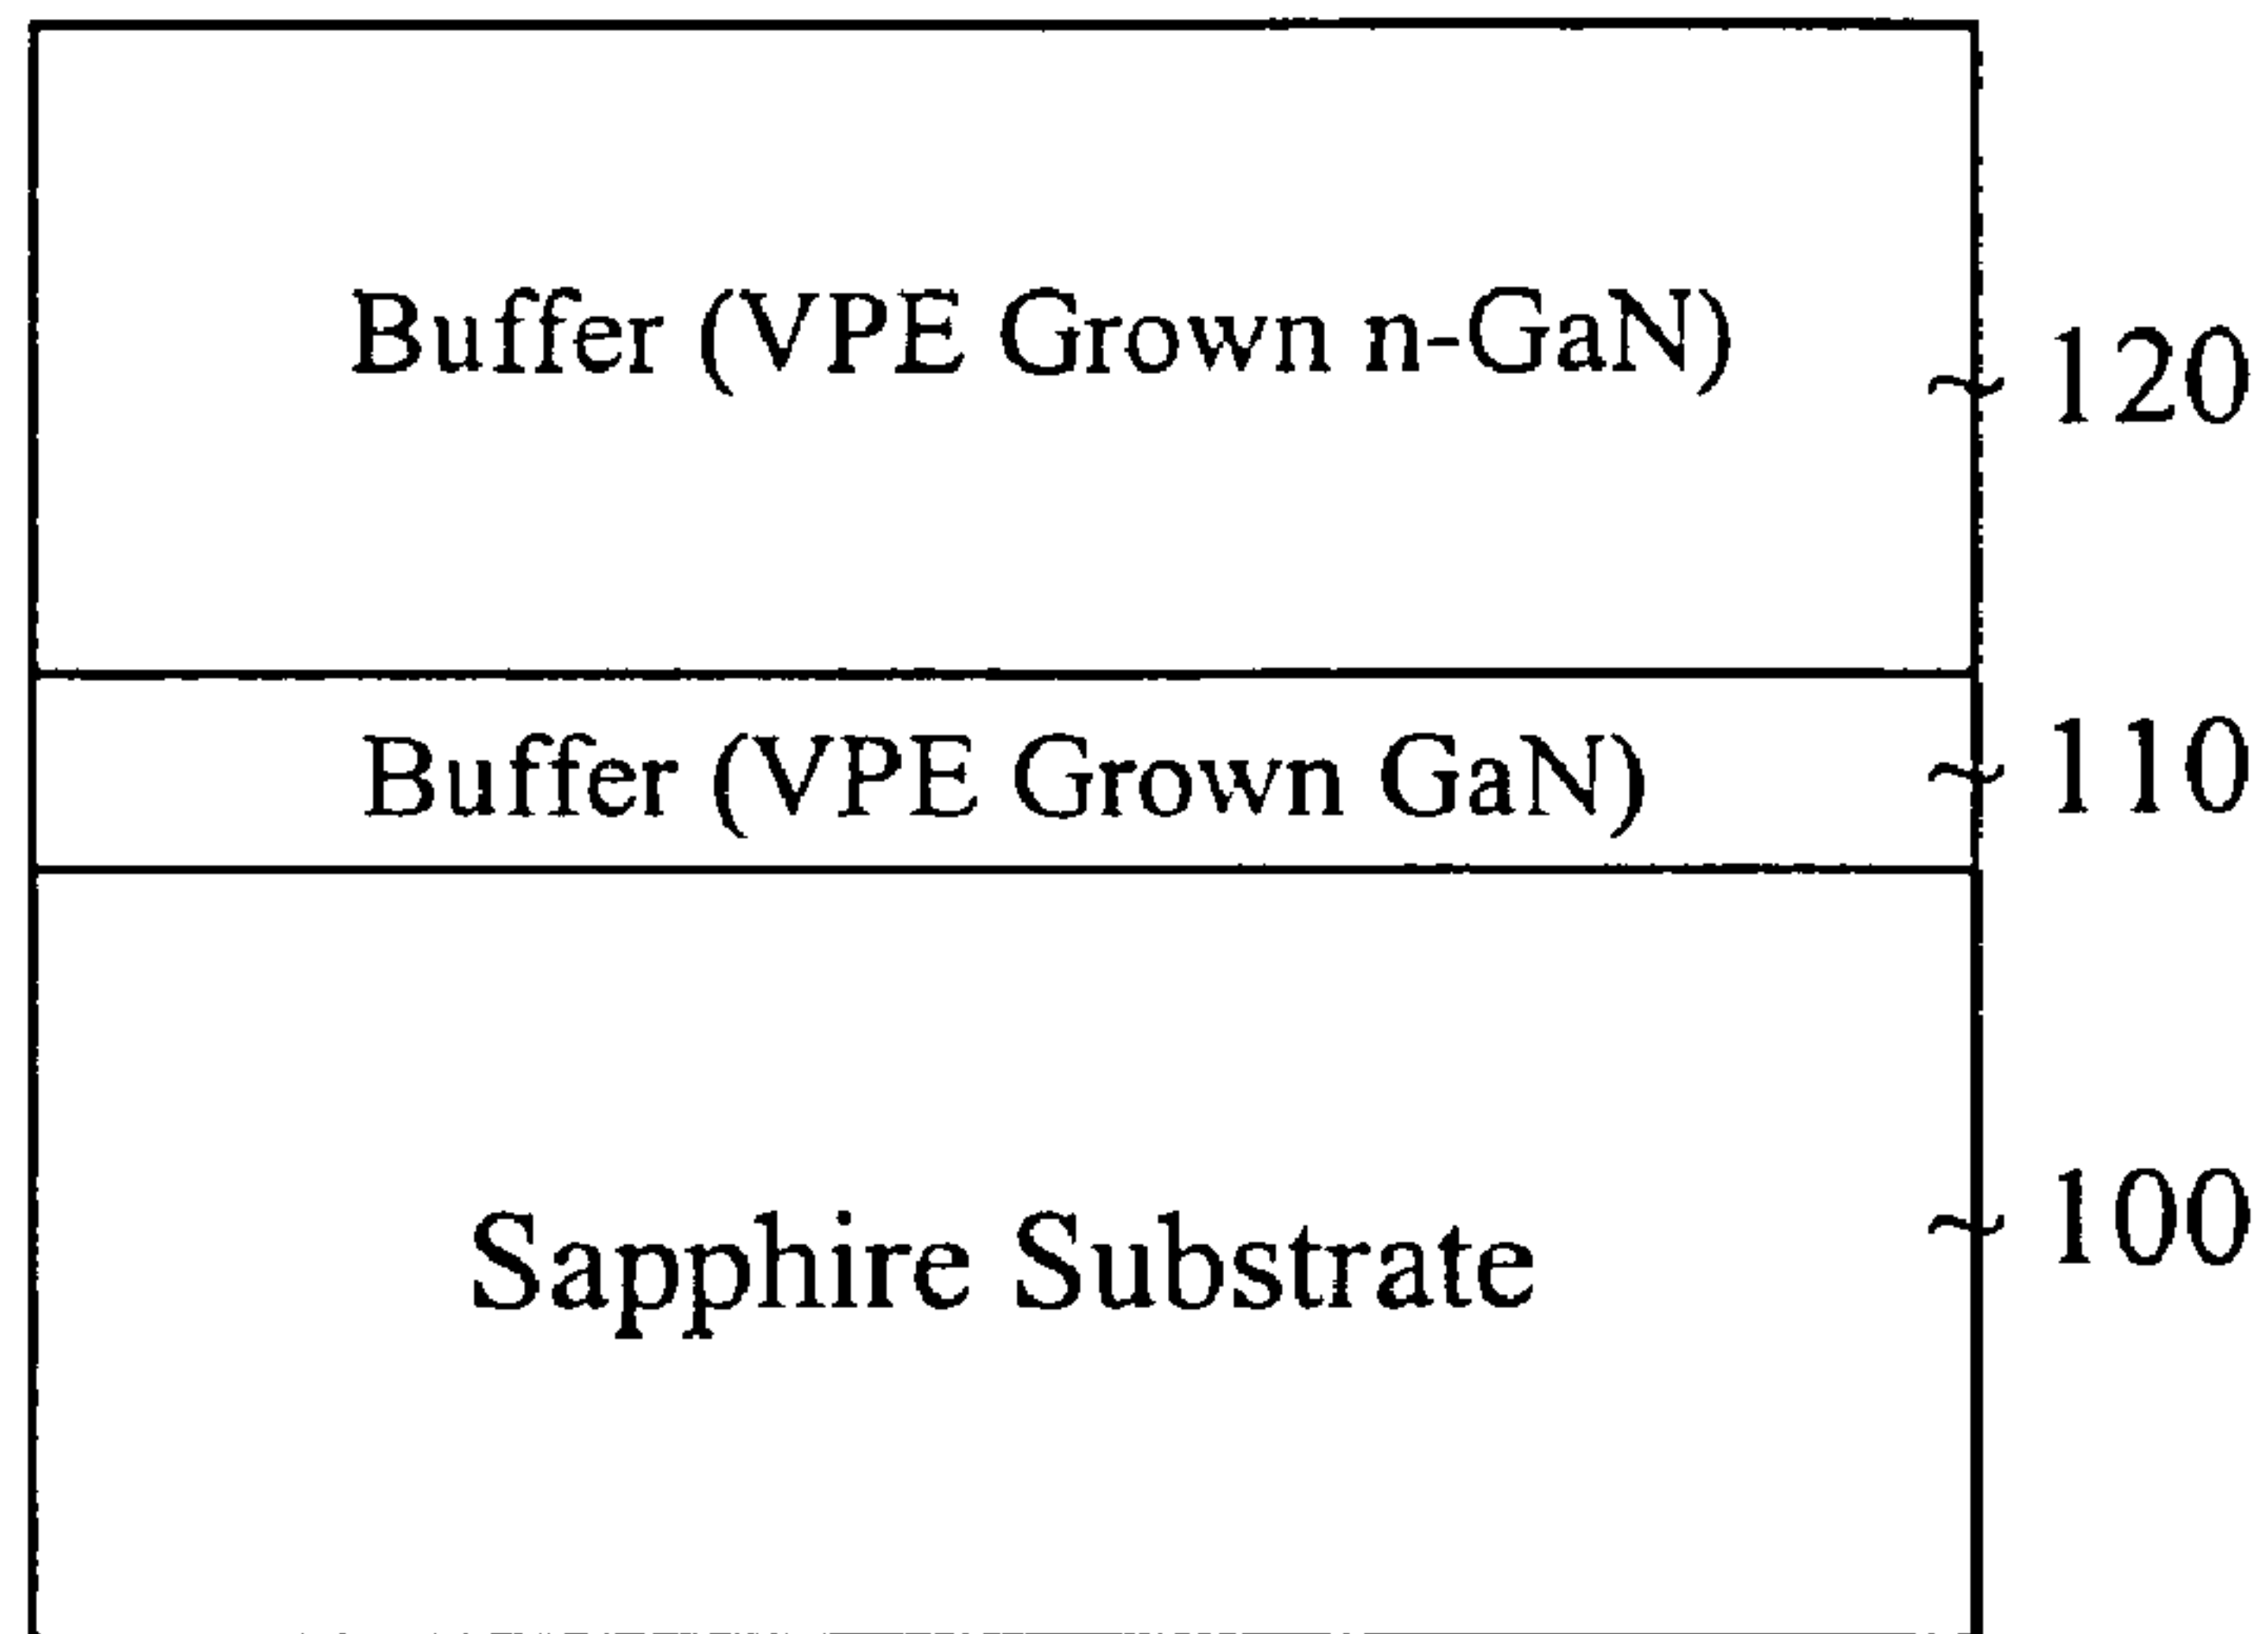 Buffer (VPE Grown n-GaN)
120
Buffer (VPE Grown GaN)
110
Sapphire Substrate
100